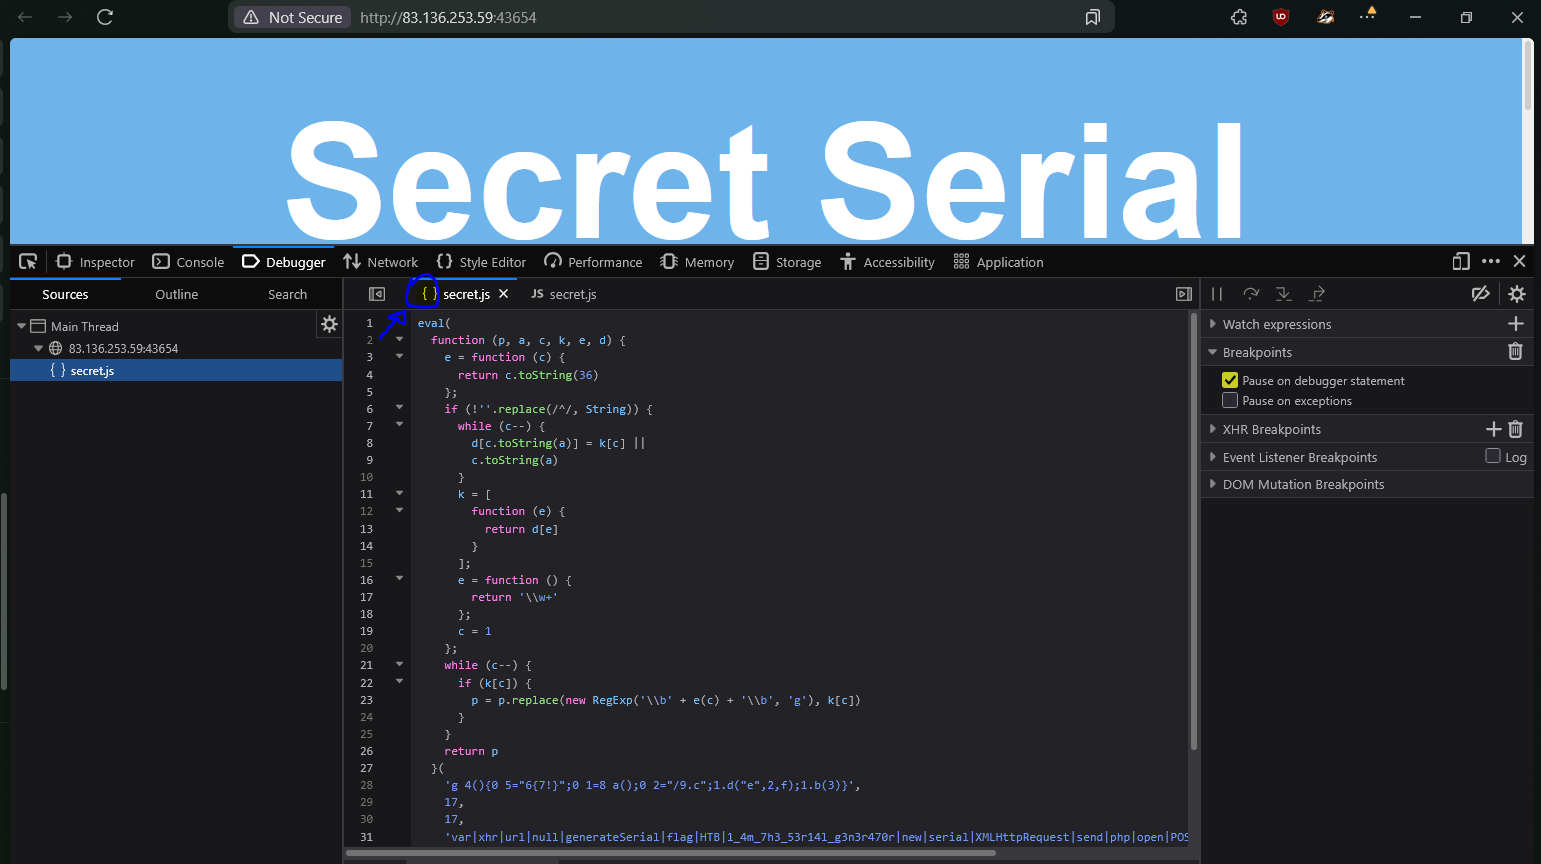 Not Secure http://83.136.253.59:43654
UD
Secret Serial
Inspector Console Debugger Network Style Editor Performance Memory Storage Accessibility Application
Sources Outline Search
{ } secret.js JS secret.js
Main Thread
83.136.253.59:43654
{ } secret.js
1 eval(
2 function (p, a, c, k, e, d) {
3 e = function (c) {
4 return c.toString(36)
5 };
6 if (!''.replace(/^/, String)) {
7 while (c--) {
8 d[c.toString(a)] = k[c] ||
9 c.toString(a)
10 }
11 k = [
12 function (e) {
13 return d[e]
14 }
15 ];
16 e = function () {
17 return '\\w+'
18 };
19 c = 1
20 };
21 while (c--) {
22 if (k[c]) {
23 p = p.replace(new RegExp('\\b' + e(c) + '\\b', 'g'), k[c])
24 }
25 }
26 return p
27 }(
28 'g 4(){0 5="6{7!}";0 1=8 a();0 2="/9.c";1.d("e",2,f);1.b(3)}',
29 17,
30 17,
31 'var|xhr|url|null|generateSerial|flag|HTB|1_4m_7h3_53r14l_g3n3r470r|new|serial|XMLHttpRequest|send|php|open|POS
Watch expressions
Breakpoints
Pause on debugger statement
Pause on exceptions
XHR Breakpoints
Event Listener Breakpoints Log
DOM Mutation Breakpoints